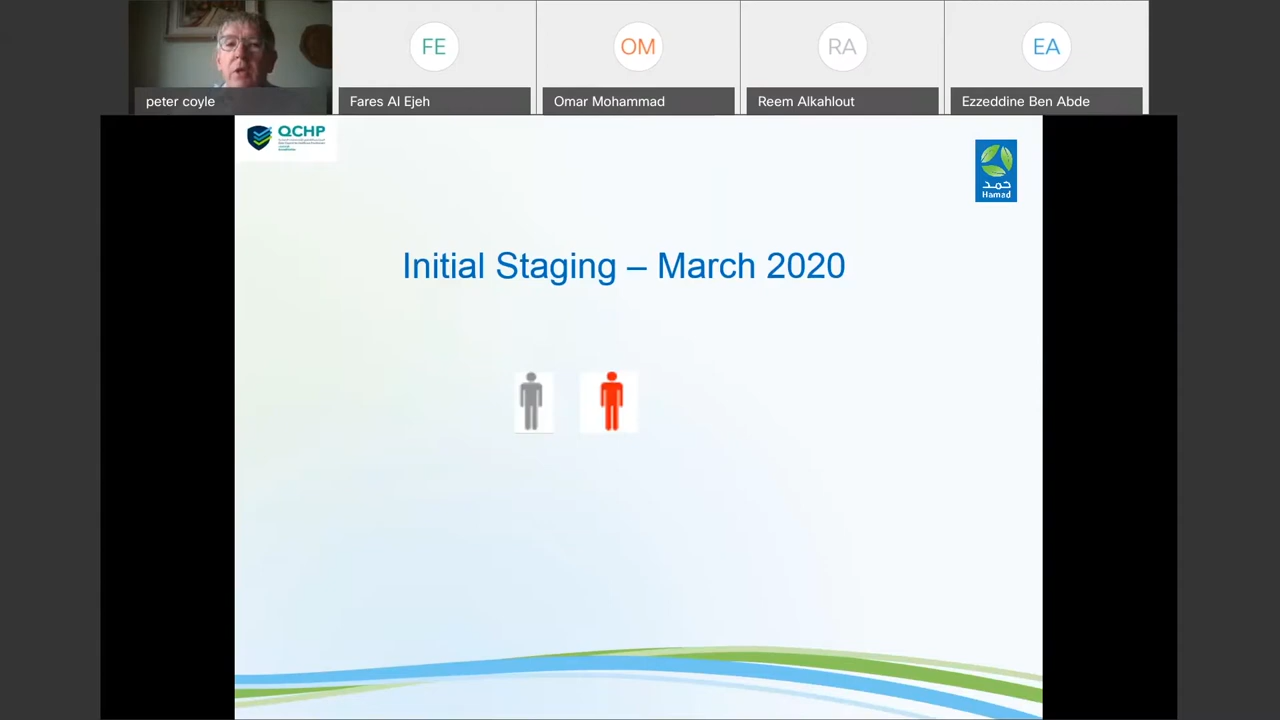 FE
OM
RA
EA
peter coyle
Fares Al Ejeh
Omar Mohammad
Reem Alkahlout
Ezzeddine Ben Abde
QCHP
حمد
Hamad
Initial Staging – March 2020